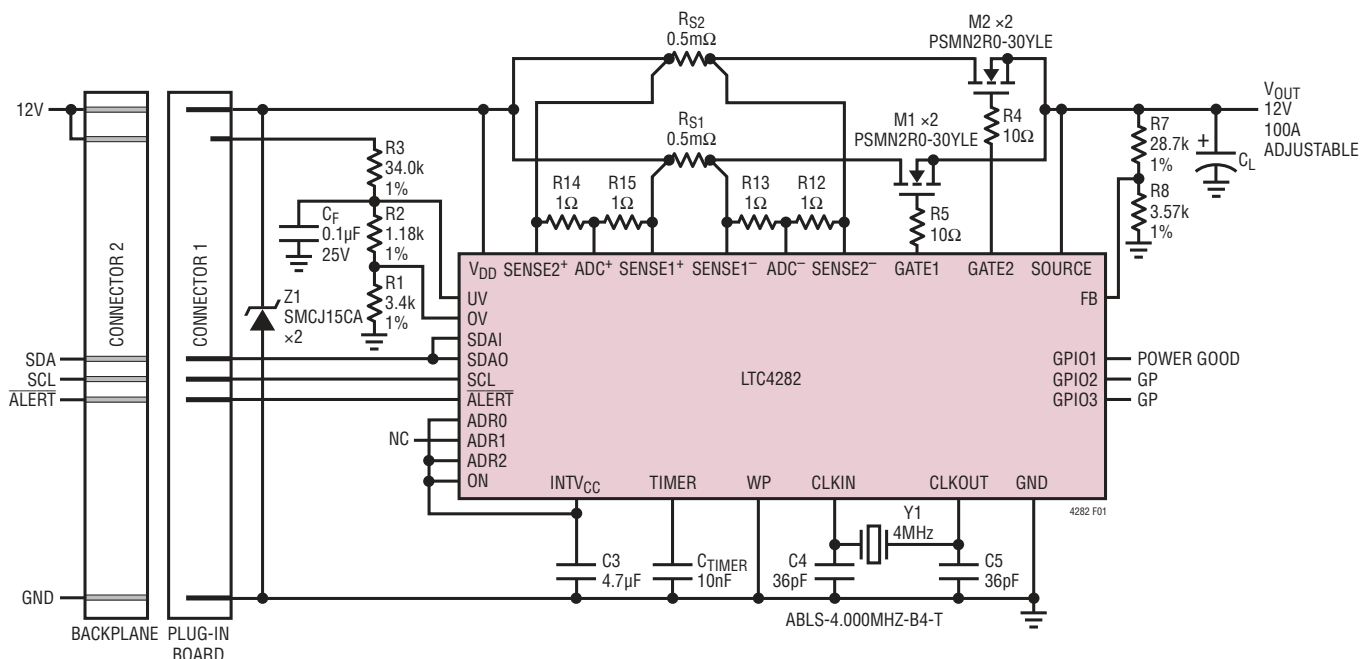 RS2
0.5mΩ
M2 ×2
PSMN2R0-30YLE
12V
R4
10Ω
VOUT
12V
100A
ADJUSTABLE
R7
28.7k
1%
+
CL
R8
3.57k
1%
RS1
0.5mΩ
M1 ×2
PSMN2R0-30YLE
R5
10Ω
R3
34.0k
1%
R14
1Ω
R15
1Ω
R13
1Ω
R12
1Ω
CF
0.1μF
25V
R2
1.18k
1%
R1
3.4k
1%
Z1
SMCJ15CA
×2
CONNECTOR 2
CONNECTOR 1
VDD SENSE2+ ADC+ SENSE1+ SENSE1− ADC− SENSE2− GATE1 GATE2 SOURCE
UV
OV
SDAI
SDAO
SCL
ALERT
ADR0
ADR1
ADR2
ON
FB
GPIO1
GPIO2
GPIO3
POWER GOOD
GP
GP
LTC4282
SDA
SCL
ALERT
NC
INTVCC TIMER WP CLKIN CLKOUT GND
4282 F01
Y1
4MHz
C3
4.7μF
CTIMER
10nF
C4
36pF
C5
36pF
ABLS-4.000MHZ-B4-T
GND
BACKPLANE
PLUG-IN
BOARD